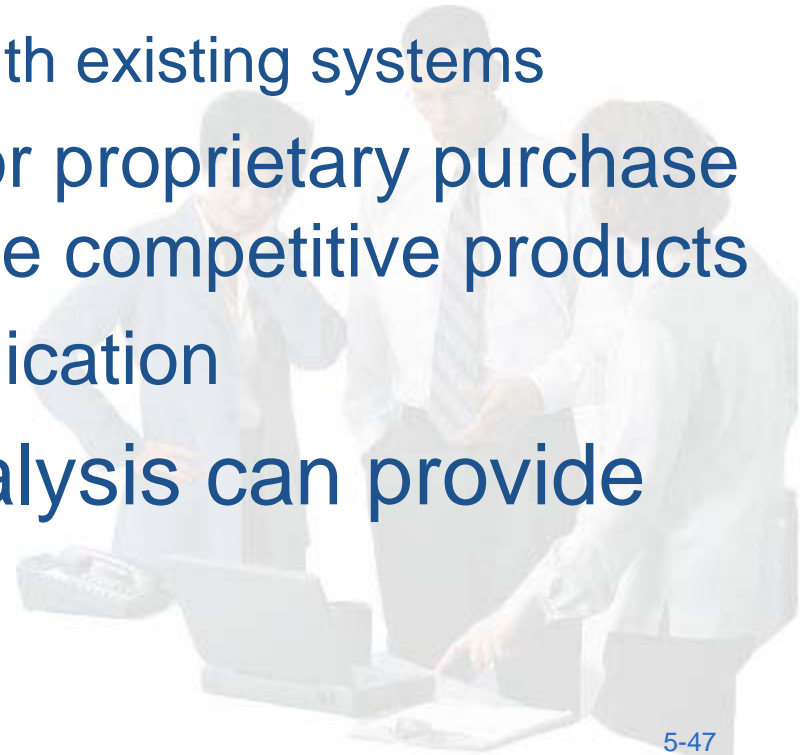 th existing systems
or proprietary purchase
e competitive products
ication
alysis can provide
5-47